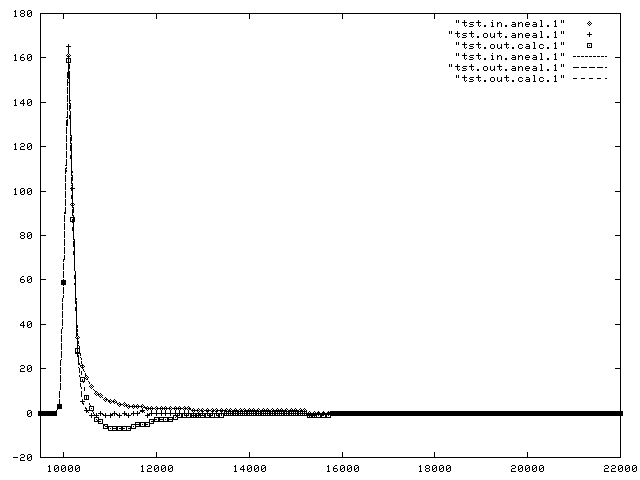 180
160
140
120
100
80
60
40
20
0
-20
10000 12000 14000 16000 18000 20000 22000
"tst.in.aneal.1"
"tst.out.aneal.1"
"tst.out.calc.1"
"tst.in.aneal.1"
"tst.out.aneal.1"
"tst.out.calc.1"